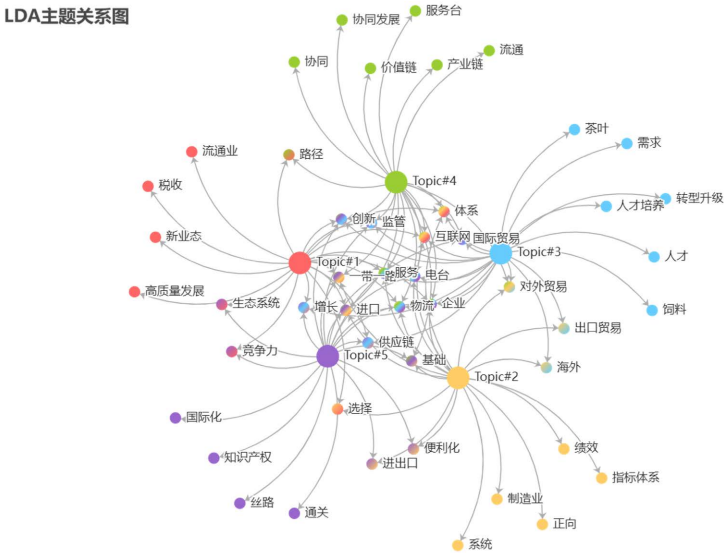 LDA主题关系图
服务台
协同发展
流通
协同
价值链
产业链
茶叶
需求
流通业
路径
税收
Topic#4
转型升级
人才培养
体系
创新
监管
新业态
互联网
国际贸易
Topic#3
人才
Topic#1
一带一路
服务
电台
高质量发展
对外贸易
生态系统
增长
进口
物流
企业
饲料
出口贸易
供应链
竞争力
Topic#5
基础
海外
Topic#2
选择
国际化
便利化
绩效
知识产权
进出口
指标体系
丝路
通关
制造业
正向
系统